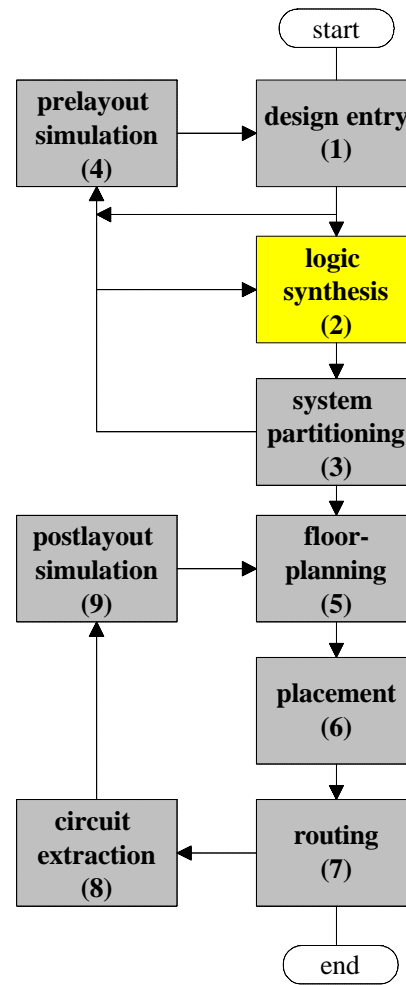 start
prelayout
simulation
(4)
design entry
(1)
logic
synthesis
(2)
system
partitioning
(3)
postlayout
simulation
(9)
floor-
planning
(5)
placement
(6)
circuit
extraction
(8)
routing
(7)
end